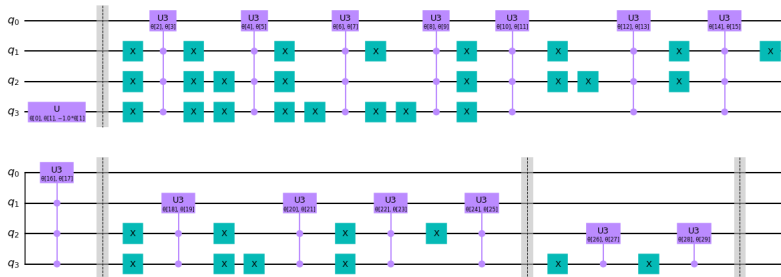 q₀ U3 U3 U3 U3 U3 U3 U3
θ[2], θ[3] θ[4], θ[5] θ[6], θ[7] θ[8], θ[9] θ[10], θ[11] θ[12], θ[13] θ[14], θ[15]
q₁ X X X X X X X X
q₂ X X X X X X X X
q₃ U X X X X X X X X
θ[0], θ[1], −1.0*θ[1]
q₀ U3
θ[16], θ[17]
q₁ U3 U3 U3 U3
θ[18], θ[19] θ[20], θ[21] θ[22], θ[23] θ[24], θ[25]
q₂ X X X X U3 U3
θ[26], θ[27] θ[28], θ[29]
q₃ X X X X X X